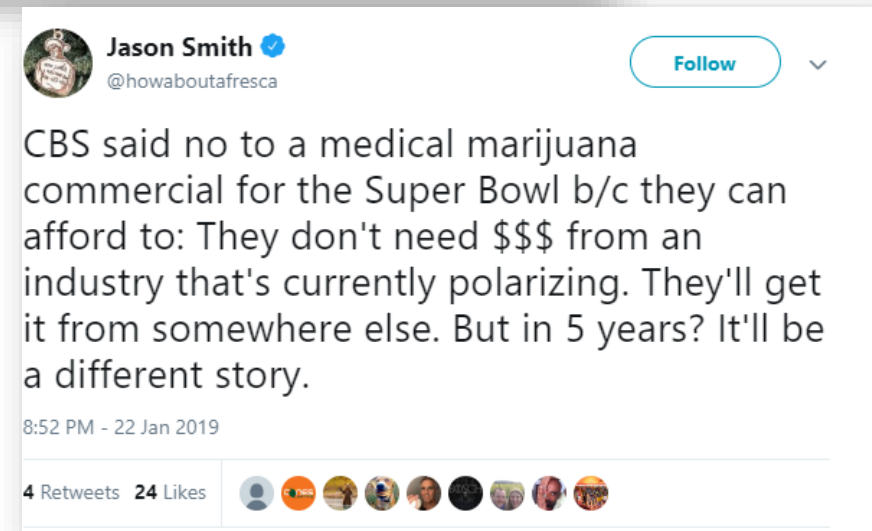 Jason Smith
@howaboutafresca
Follow
CBS said no to a medical marijuana
commercial for the Super Bowl b/c they can
afford to: They don't need $$$ from an
industry that's currently polarizing. They'll get
it from somewhere else. But in 5 years? It'll be
a different story.
8:52 PM - 22 Jan 2019
4 Retweets 24 Likes